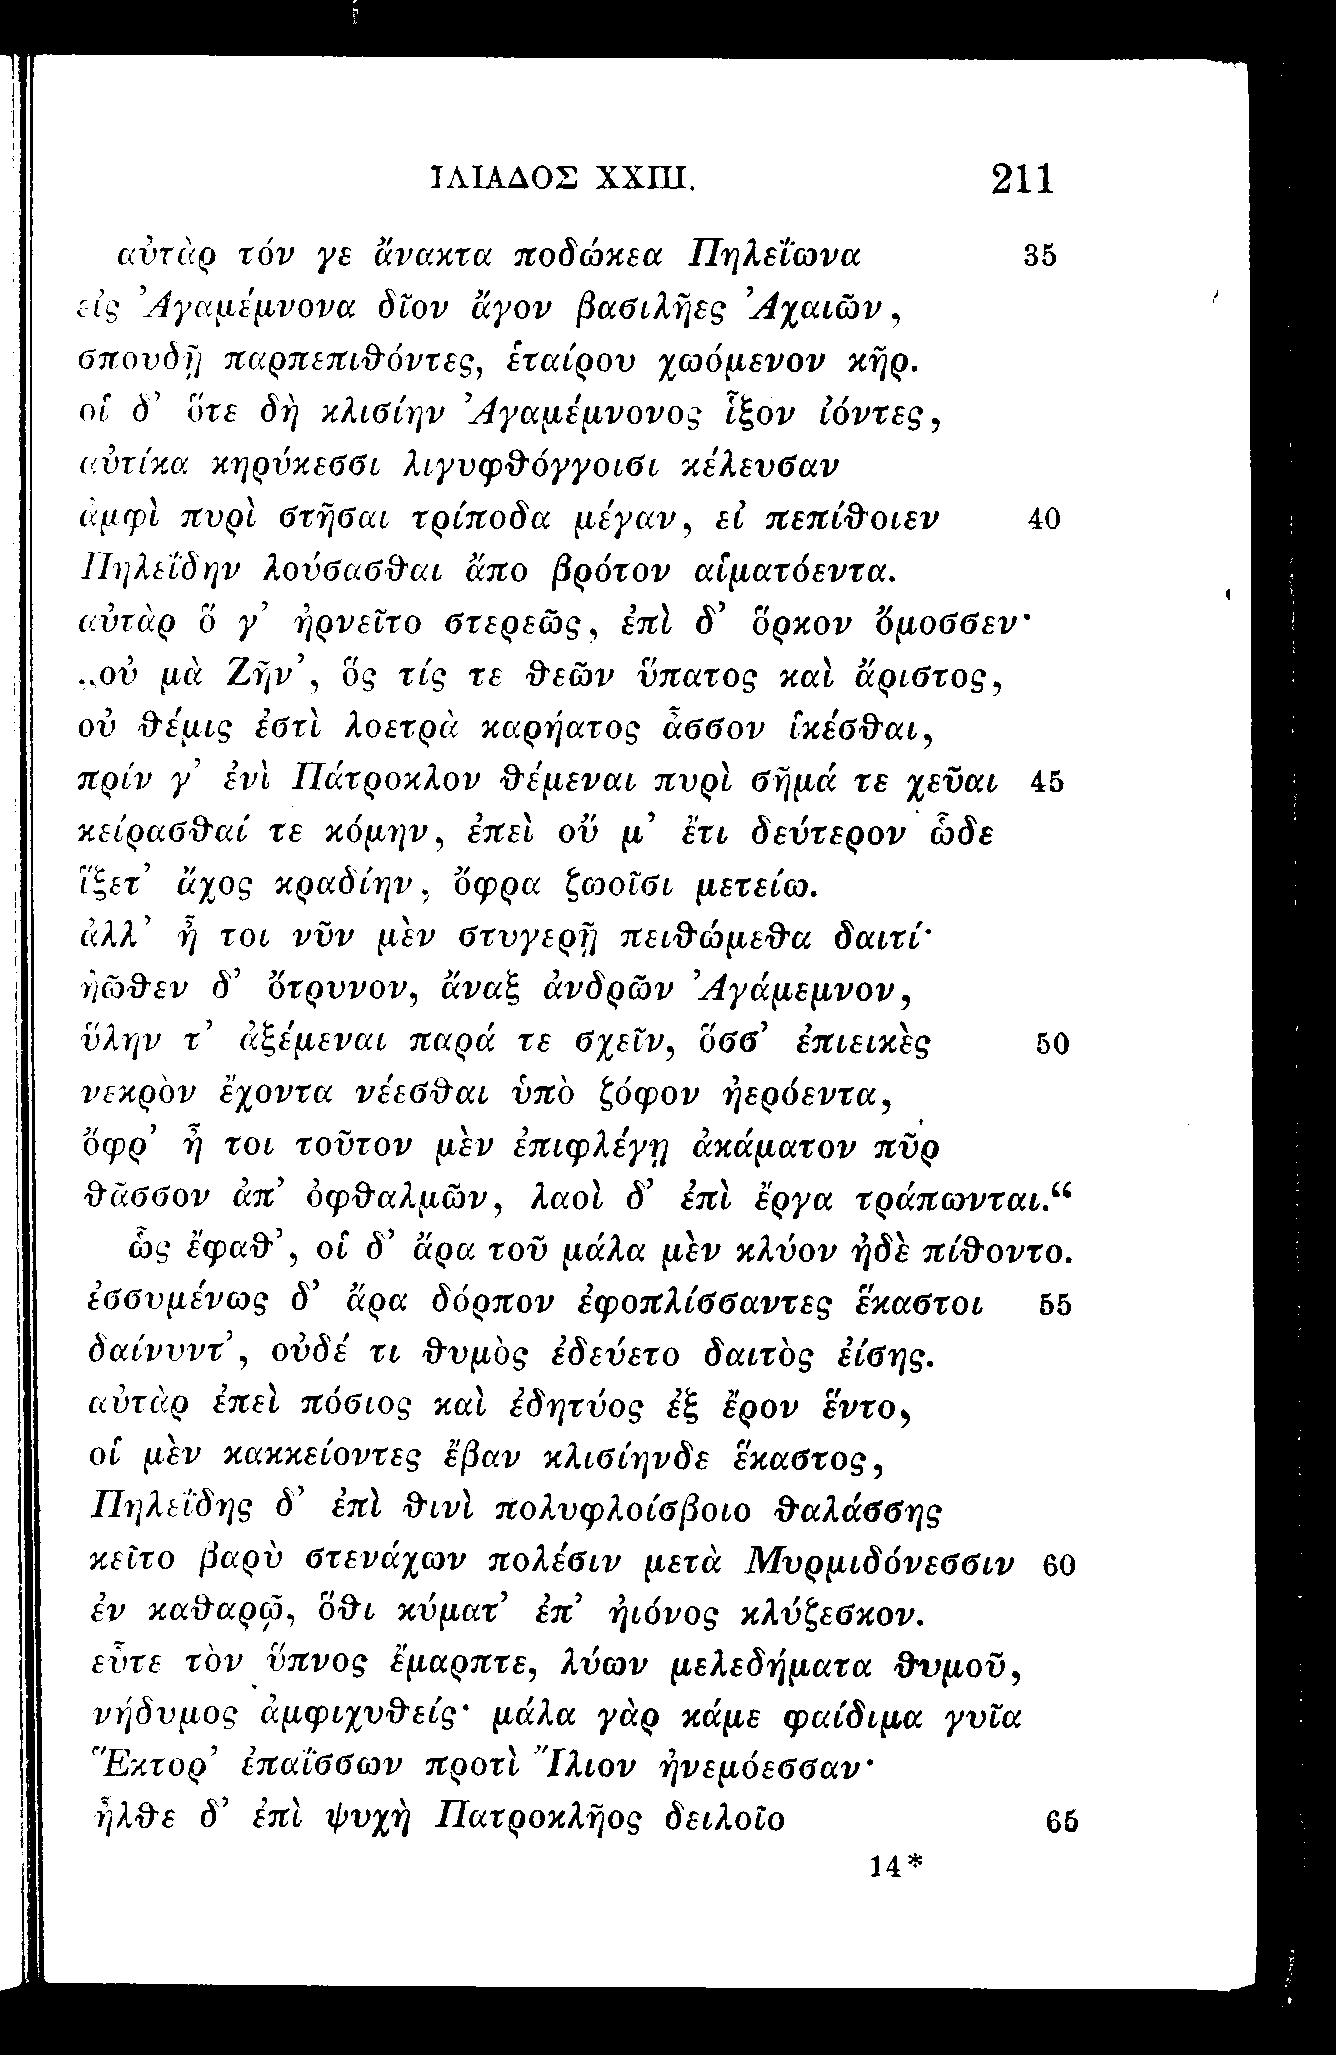 ΙΛΙΑΔΟΣ XXIII. 211
αὐτὰρ τόν γε ἄνακτα ποδώκεα Πηλεΐωνα 35
εἰς Ἀγαμέμνονα δῖον ἄγον βασιλῆες Ἀχαιῶν,
σπουδῇ παρπεπιθόντες, ἑταίρου χωόμενον κῆρ.
οἱ δ’ ὅτε δὴ κλισίην Ἀγαμέμνονος ἷξον ἰόντες,
αὐτίκα κηρύκεσσι λιγυφθόγγοισι κέλευσαν
ἀμφὶ πυρὶ στῆσαι τρίποδα μέγαν, εἰ πεπίθοιεν 40
Πηλεΐδην λούσασθαι ἄπο βρότον αἱματόεντα.
αὐτὰρ ὅ γ’ ἠρνεῖτο στερεῶς, ἐπὶ δ’ ὅρκον ὄμοσσεν·
„οὐ μὰ Ζῆν’, ὅς τίς τε θεῶν ὕπατος καὶ ἄριστος,
οὐ θέμις ἐστὶ λοετρὰ καρήατος ἆσσον ἱκέσθαι,
πρίν γ’ ἐνὶ Πάτροκλον θέμεναι πυρὶ σῆμά τε χεῦαι 45
κείρασθαί τε κόμην, ἐπεὶ οὔ μ’ ἔτι δεύτερον ὧδε
ἵξετ’ ἄχος κραδίην, ὄφρα ζωοῖσι μετείω.
ἀλλ’ ἦ τοι νῦν μὲν στυγερῇ πειθώμεθα δαιτί·
ἠῶθεν δ’ ὄτρυνον, ἄναξ ἀνδρῶν Ἀγάμεμνον,
ὕλην τ’ ἀξέμεναι παρά τε σχεῖν, ὅσσ’ ἐπιεικὲς 50
νεκρὸν ἔχοντα νέεσθαι ὑπὸ ζόφον ἠερόεντα,
ὄφρ’ ἦ τοι τοῦτον μὲν ἐπιφλέγῃ ἀκάματον πῦρ
θᾶσσον ἀπ’ ὀφθαλμῶν, λαοὶ δ’ ἐπὶ ἔργα τράπωνται.“
ὣς ἔφαθ’, οἱ δ’ ἄρα τοῦ μάλα μὲν κλύον ἠδὲ πίθοντο.
ἐσσυμένως δ’ ἄρα δόρπον ἐφοπλίσσαντες ἕκαστοι 55
δαίνυντ’, οὐδέ τι θυμὸς ἐδεύετο δαιτὸς ἐίσης.
αὐτὰρ ἐπεὶ πόσιος καὶ ἐδητύος ἐξ ἔρον ἕντο,
οἱ μὲν κακκείοντες ἔβαν κλισίηνδε ἕκαστος,
Πηλεΐδης δ’ ἐπὶ θινὶ πολυφλοίσβοιο θαλάσσης
κεῖτο βαρὺ στενάχων πολέσιν μετὰ Μυρμιδόνεσσιν 60
ἐν καθαρῷ, ὅθι κύματ’ ἐπ’ ἠιόνος κλύζεσκον.
εὖτε τὸν ὕπνος ἔμαρπτε, λύων μελεδήματα θυμοῦ,
νήδυμος ἀμφιχυθείς· μάλα γὰρ κάμε φαίδιμα γυῖα
Ἕκτορ’ ἐπαΐσσων προτὶ Ἴλιον ἠνεμόεσσαν·
ἦλθε δ’ ἐπὶ ψυχὴ Πατροκλῆος δειλοῖο 65
14*